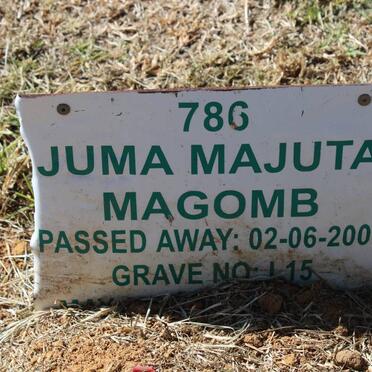 786
JUMA MAJUTA
MAGOMB
PASSED AWAY: 02-06-200
GRAVE NO: L15